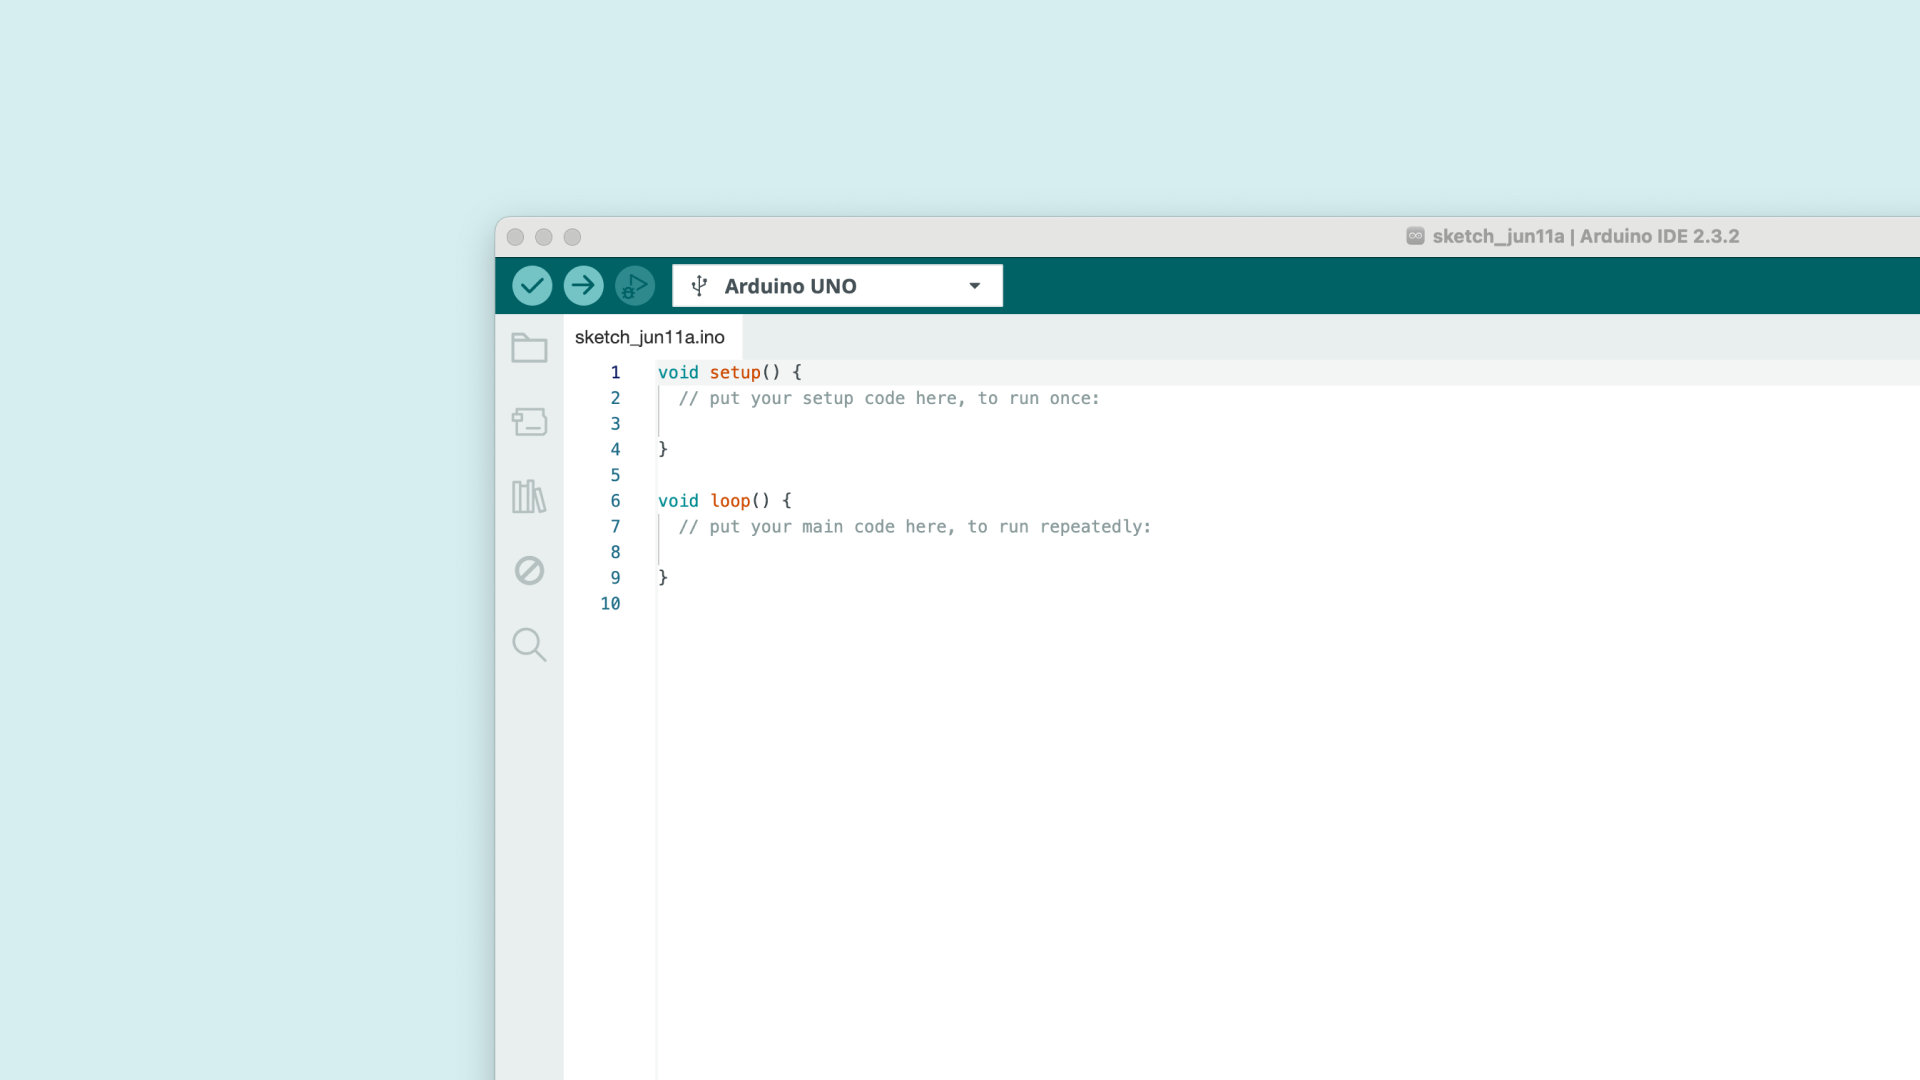 sketch_jun11a | Arduino IDE 2.3.2
Arduino UNO
sketch_jun11a.ino
1 void setup() {
2 // put your setup code here, to run once:
3
4 }
5
6 void loop() {
7 // put your main code here, to run repeatedly:
8
9 }
10